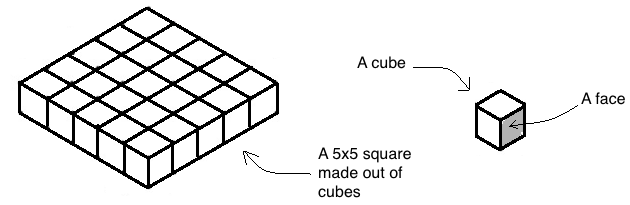 A cube
A face
A 5x5 square
made out of
cubes